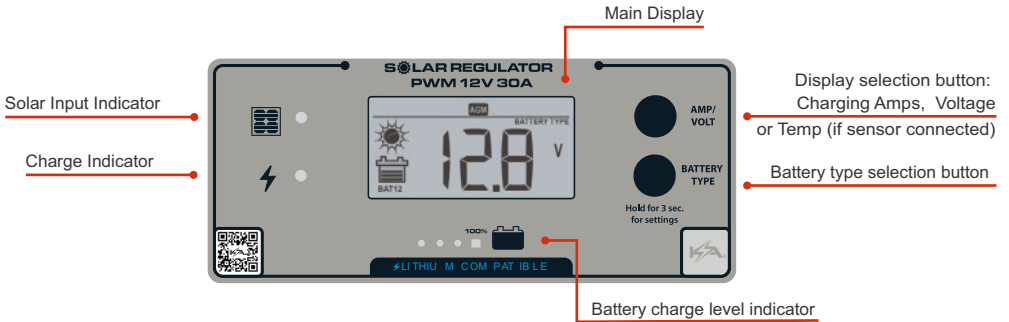 Main Display
SOLAR REGULATOR
PWM 12V 30A
Solar Input Indicator
Charge Indicator
AGM
BATTERY TYPE
12.8 V
BAT12
AMP/
VOLT
BATTERY
TYPE
Hold for 3 sec.
for settings
Display selection button:
Charging Amps, Voltage
or Temp (if sensor connected)
Battery type selection button
100%
LITHIU M COM PAT IB LE
KA
Battery charge level indicator